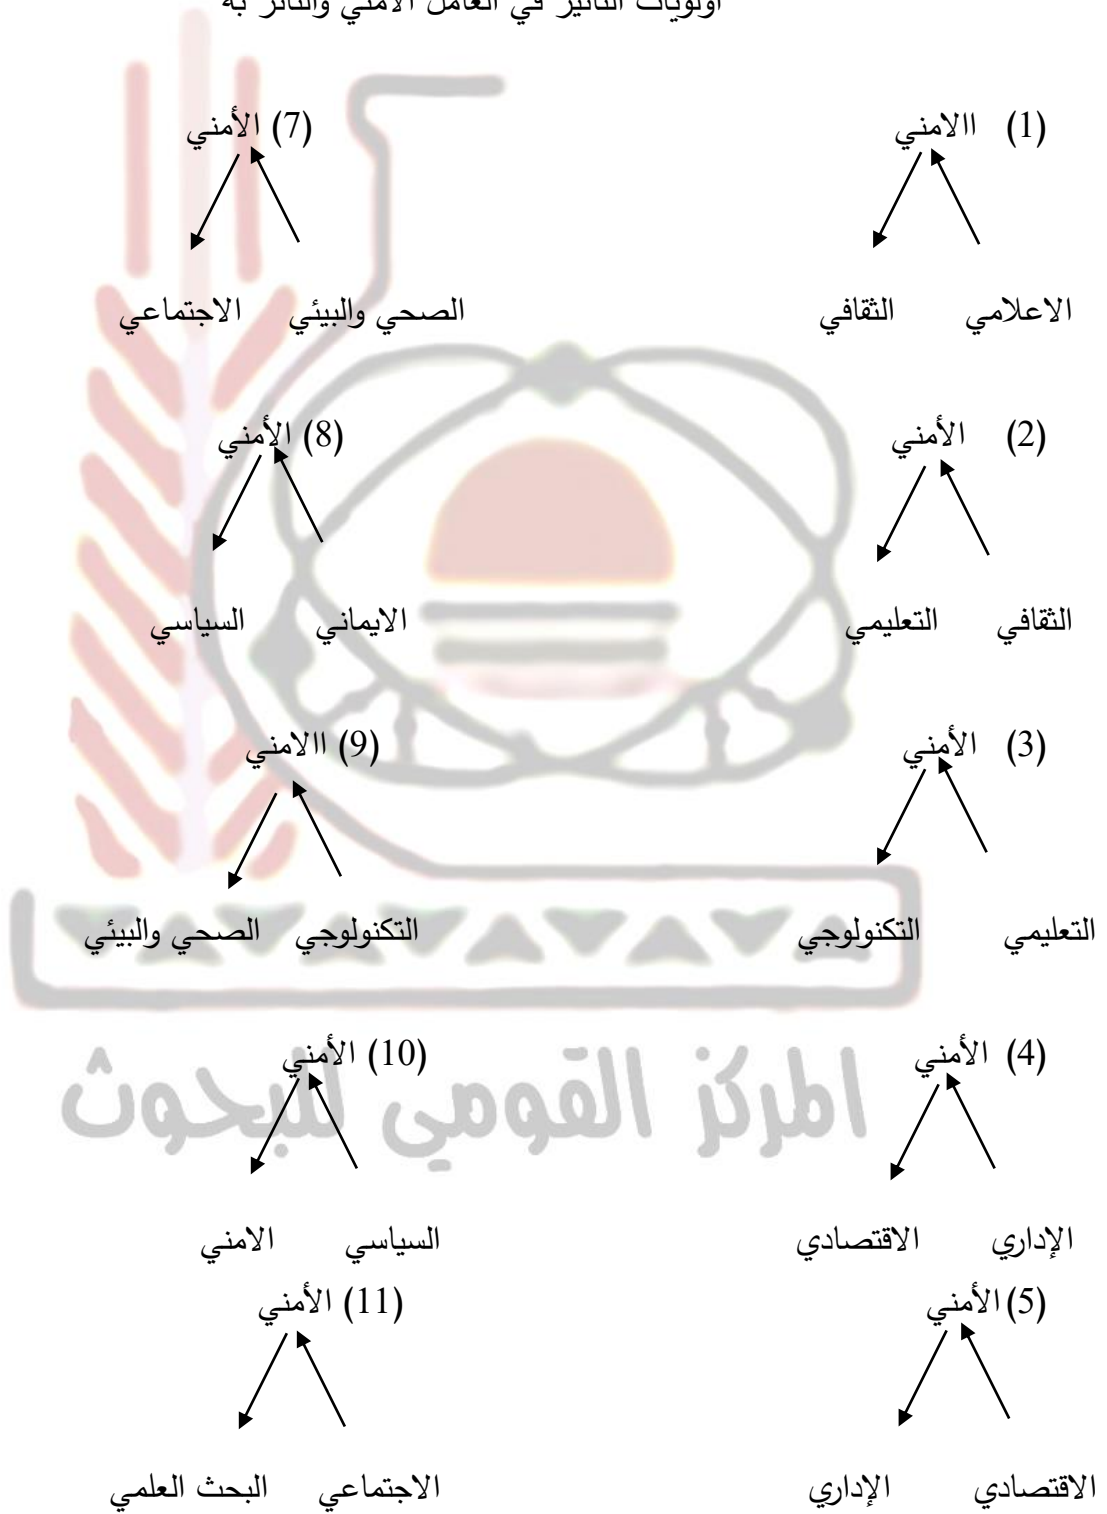 اولويات التأثير في العامل الأمني والتأثر به
(1) االامني
الاعلامي الثقافي
(2) الأمني
الثقافي التعليمي
(3) الأمني
التعليمي التكنولوجي
(4) الأمني
الإداري الاقتصادي
(5) الأمني
الاقتصادي الإداري
(7) الأمني
الصحي والبيئي الاجتماعي
(8) الأمني
الايماني السياسي
(9) االامني
التكنولوجي الصحي والبيئي
(10) الأمني
السياسي الامني
(11) الأمني
الاجتماعي البحث العلمي
المركز القومي للبحوث